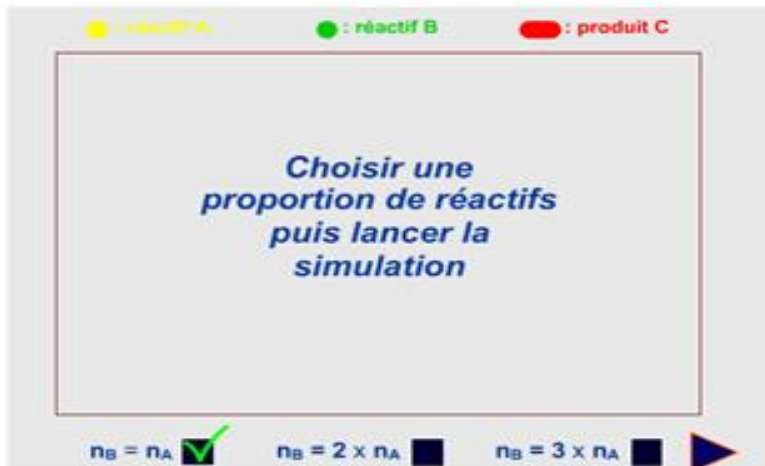 : réactif A
: réactif B
: produit C
Choisir une
proportion de réactifs
puis lancer la
simulation
nB = nA
nB = 2 x nA
nB = 3 x nA